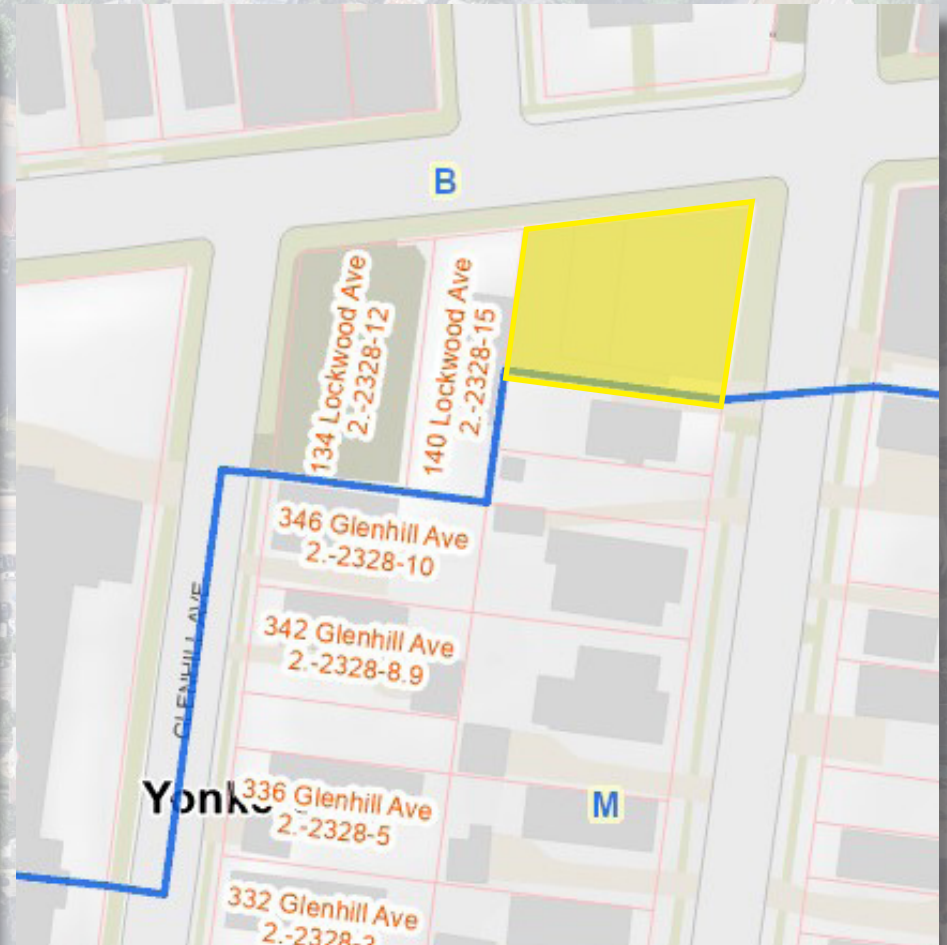 B
134 Lockwood Ave
2.-2328-12
140 Lockwood Ave
2.-2328-15
346 Glenhill Ave
2.-2328-10
342 Glenhill Ave
2.-2328-8.9
GLENHILL AVE
336 Glenhill Ave
2.-2328-5
M
332 Glenhill Ave